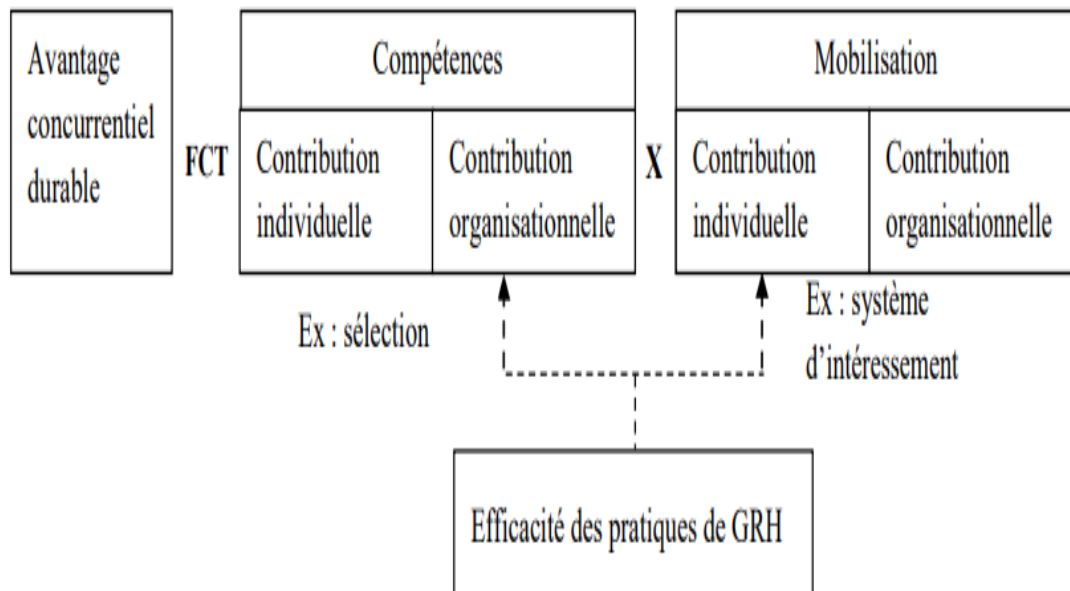 Avantage
concurrentiel
durable
FCT
Compétences
Contribution
individuelle
Contribution
organisationnelle
X
Mobilisation
Contribution
individuelle
Contribution
organisationnelle
Ex : sélection
Ex : système
d’intéressement
Efficacité des pratiques de GRH